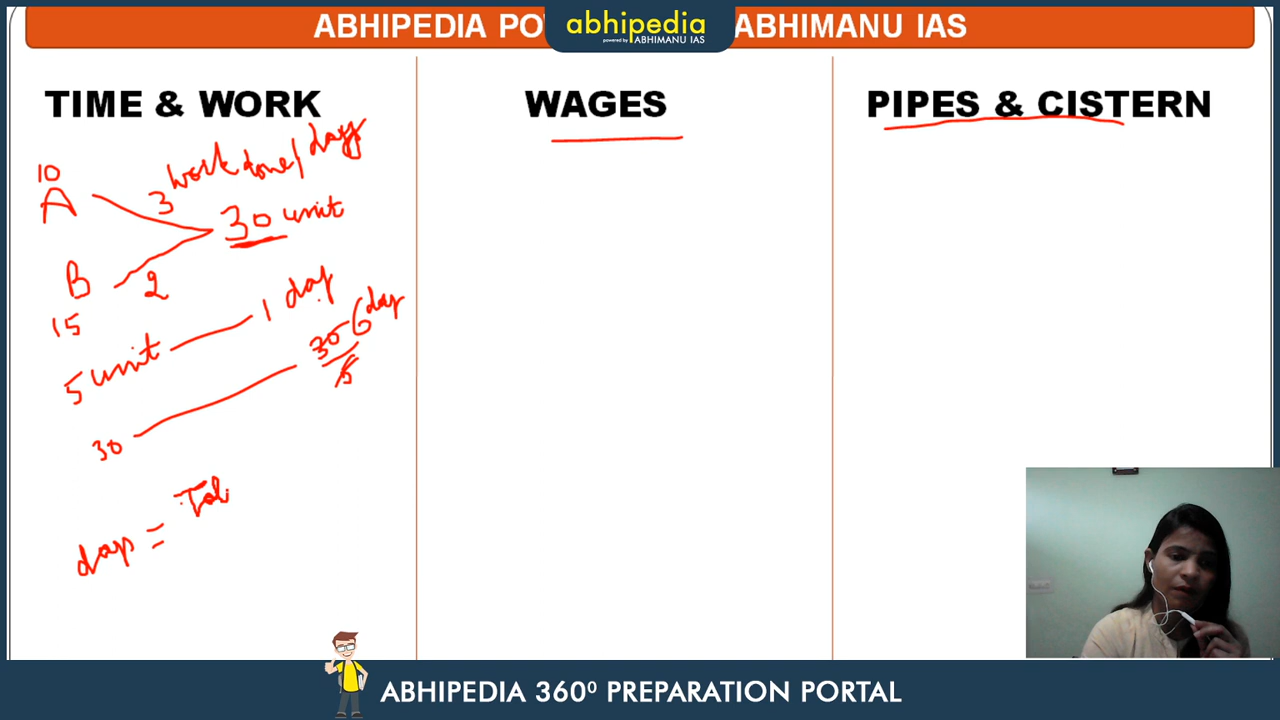 ABHIPEDIA PO
abhipedia
powered by ABHIMANU IAS
ABHIMANU IAS
TIME & WORK
WAGES
PIPES & CISTERN
10
A
3
work done/days
30 unit
B
2
15
5 unit
1 day
30
30
5
6 day
days =
ABHIPEDIA 360⁰ PREPARATION PORTAL